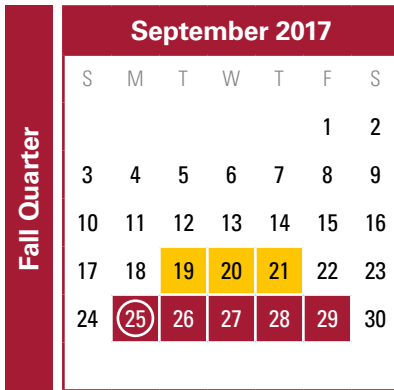 Fall Quarter
September 2017
S M T W T F S
1 2
3 4 5 6 7 8 9
10 11 12 13 14 15 16
17 18 19 20 21 22 23
24 25 26 27 28 29 30